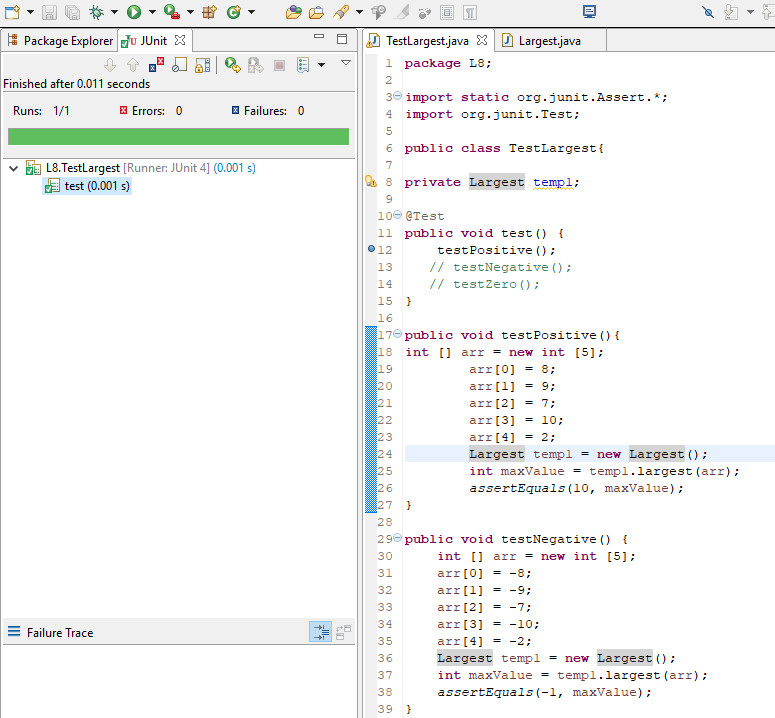 Package Explorer
JUnit
Finished after 0.011 seconds
Runs: 1/1
Errors: 0
Failures: 0
L8.TestLargest [Runner: JUnit 4] (0.001 s)
test (0.001 s)
Failure Trace
TestLargest.java
Largest.java
1 package L8;
2
3 import static org.junit.Assert.*;
4 import org.junit.Test;
5
6 public class TestLargest{
7
8 private Largest templ;
9
10 @Test
11 public void test() {
12 testPositive();
13 // testNegative();
14 // testZero();
15 }
16
17 public void testPositive(){
18 int [] arr = new int [5];
19 arr[0] = 8;
20 arr[1] = 9;
21 arr[2] = 7;
22 arr[3] = 10;
23 arr[4] = 2;
24 Largest templ = new Largest();
25 int maxValue = templ.largest(arr);
26 assertEquals(10, maxValue);
27 }
28
29 public void testNegative() {
30 int [] arr = new int [5];
31 arr[0] = -8;
32 arr[1] = -9;
33 arr[2] = -7;
34 arr[3] = -10;
35 arr[4] = -2;
36 Largest templ = new Largest();
37 int maxValue = templ.largest(arr);
38 assertEquals(-1, maxValue);
39 }